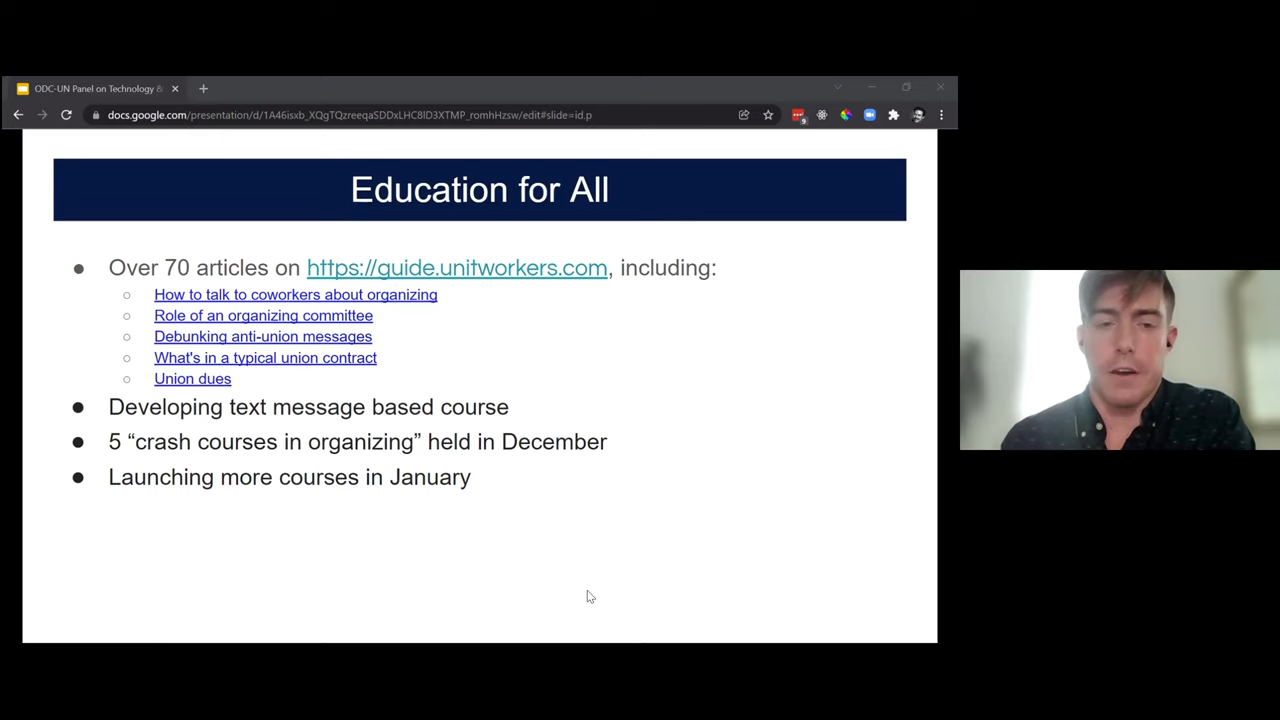 ODC-UN Panel on Technology &
docs.google.com/presentation/d/1A46isxb_XQgTQzreeqaSDDxLHC8lD3XTMP_romhHzsw/edit#slide=id.p
Education for All
● Over 70 articles on https://guide.unitworkers.com, including:
○ How to talk to coworkers about organizing
○ Role of an organizing committee
○ Debunking anti-union messages
○ What's in a typical union contract
○ Union dues
● Developing text message based course
● 5 “crash courses in organizing” held in December
● Launching more courses in January